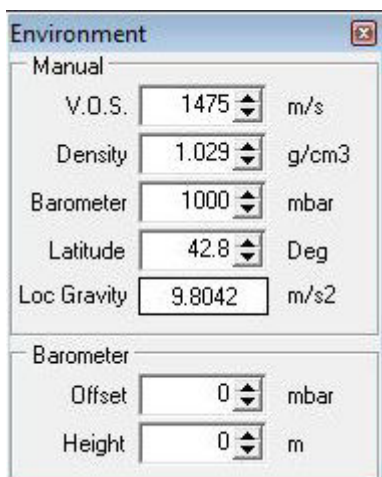 Environment
Manual
V.O.S. 1475 m/s
Density 1.029 g/cm3
Barometer 1000 mbar
Latitude 42.8 Deg
Loc Gravity 9.8042 m/s2
Barometer
Offset 0 mbar
Height 0 m